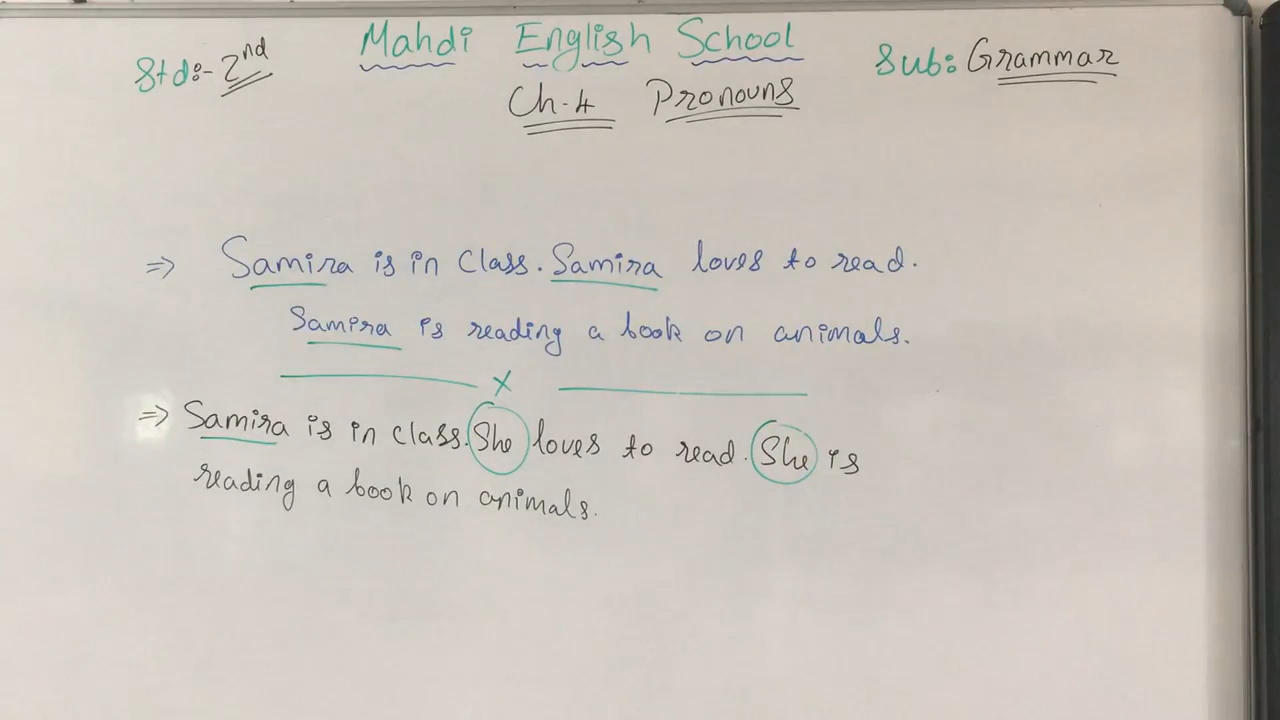 Std:- 2nd Mahdi English School Sub: Grammar
Ch-4 Pronouns
⇒ Samira is in class. Samira loves to read.
Samira is reading a book on animals.
x
⇒ Samira is in class. She loves to read. She is
reading a book on animals.